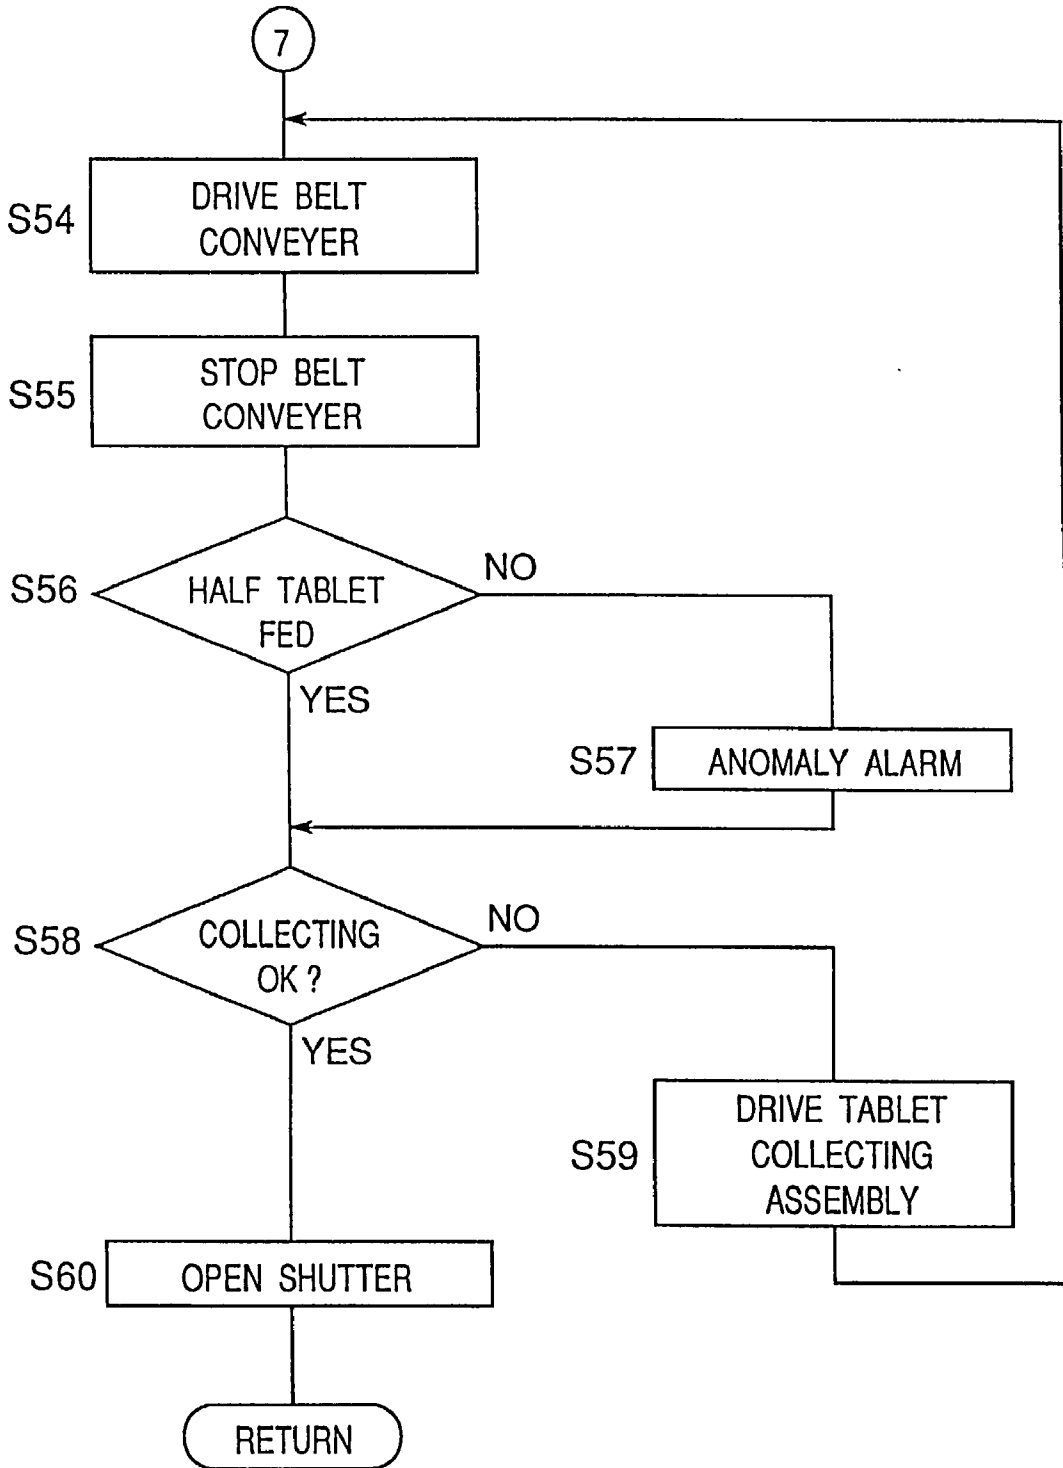 7
S54
DRIVE BELT
CONVEYER
S55
STOP BELT
CONVEYER
S56
HALF TABLET
FED
NO
YES
S57
ANOMALY ALARM
S58
COLLECTING
OK ?
NO
YES
S59
DRIVE TABLET
COLLECTING
ASSEMBLY
S60
OPEN SHUTTER
RETURN